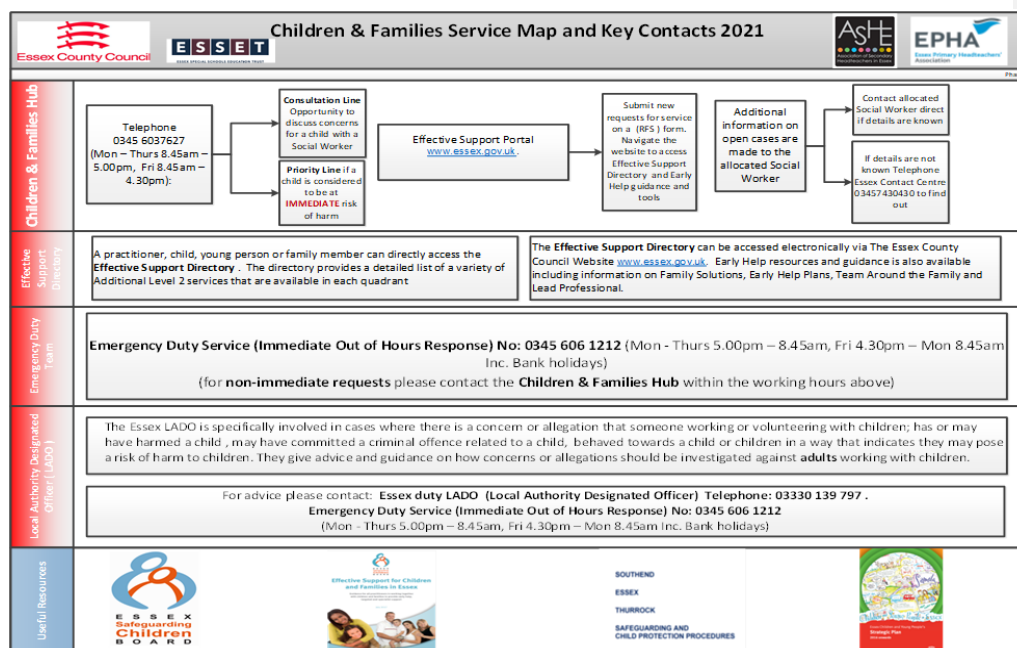 Children & Families Service Map and Key Contacts 2021
Essex County Council
ESSET
ESSEX SPECIAL SCHOOLS EDUCATION TRUST
ASHE
Association of Secondary
Headteachers in Essex
EPHA
Essex Primary Headteachers'
Association
Pha
Children & Families Hub
Telephone
0345 6037627
(Mon – Thurs 8.45am –
5.00pm, Fri 8.45am –
4.30pm):
Consultation Line
Opportunity to
discuss concerns
for a child with a
Social Worker
Priority Line if a
child is considered
to be at
IMMEDIATE risk
of harm
Effective Support Portal
www.essex.gov.uk.
Submit new
requests for service
on a (RFS ) form.
Navigate the
website to access
Effective Support
Directory and Early
Help guidance and
tools
Additional
information on
open cases are
made to the
allocated Social
Worker
Contact allocated
Social Worker direct
if details are known
If details are not
known Telephone
Essex Contact Centre
03457430430 to find
out
Effective
Support
Directory
A practitioner, child, young person or family member can directly access the
Effective Support Directory . The directory provides a detailed list of a variety of
Additional Level 2 services that are available in each quadrant
The Effective Support Directory can be accessed electronically via The Essex County
Council Website www.essex.gov.uk. Early Help resources and guidance is also available
including information on Family Solutions, Early Help Plans, Team Around the Family and
Lead Professional.
Emergency Duty
Team
Emergency Duty Service (Immediate Out of Hours Response) No: 0345 606 1212 (Mon - Thurs 5.00pm – 8.45am, Fri 4.30pm – Mon 8.45am
Inc. Bank holidays)
(for non-immediate requests please contact the Children & Families Hub within the working hours above)
Local Authority Designated
Officer ( LADO )
The Essex LADO is specifically involved in cases where there is a concern or allegation that someone working or volunteering with children; has or may
have harmed a child , may have committed a criminal offence related to a child, behaved towards a child or children in a way that indicates they may pose
a risk of harm to children. They give advice and guidance on how concerns or allegations should be investigated against adults working with children.
For advice please contact: Essex duty LADO (Local Authority Designated Officer) Telephone: 03330 139 797 .
Emergency Duty Service (Immediate Out of Hours Response) No: 0345 606 1212
(Mon - Thurs 5.00pm – 8.45am, Fri 4.30pm – Mon 8.45am Inc. Bank holidays)
Useful Resources
ESSEX
Safeguarding
Children
BOARD
Effective Support for Children
and Families in Essex
SOUTHEND
ESSEX
THURROCK
SAFEGUARDING AND
CHILD PROTECTION PROCEDURES
Essex Children and Young People's
Strategic Plan